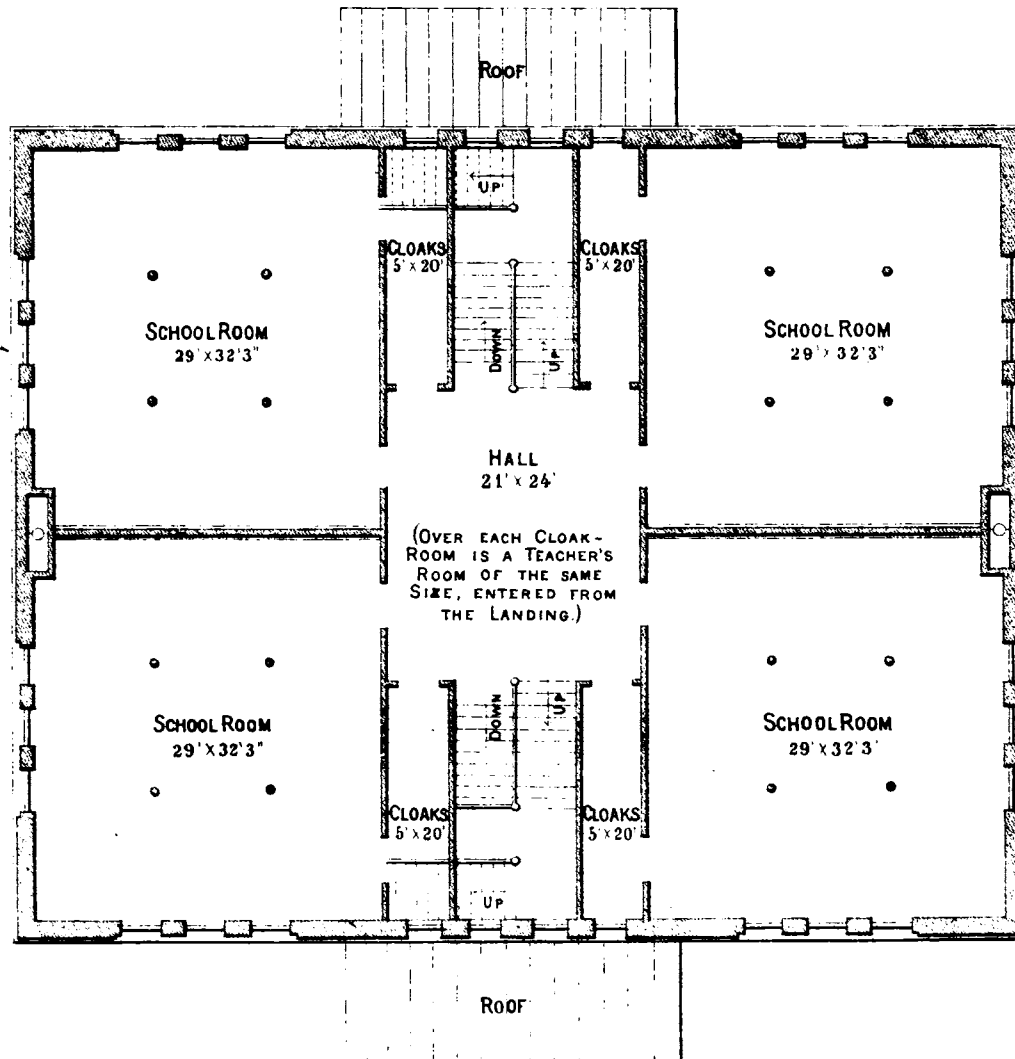 ROOF
UP
CLOAKS
5' X 20'
CLOAKS
5' X 20'
SCHOOL ROOM
29' X 32'3"
DOWN
UP
SCHOOL ROOM
29' X 32'3"
HALL
21' X 24'
(OVER EACH CLOAK-
ROOM IS A TEACHER'S
ROOM OF THE SAME
SIZE, ENTERED FROM
THE LANDING.)
SCHOOL ROOM
29' X 32'3"
DOWN
UP
SCHOOL ROOM
29' X 32'3'
CLOAKS
5' X 20'
CLOAKS
5' X 20'
UP
ROOF